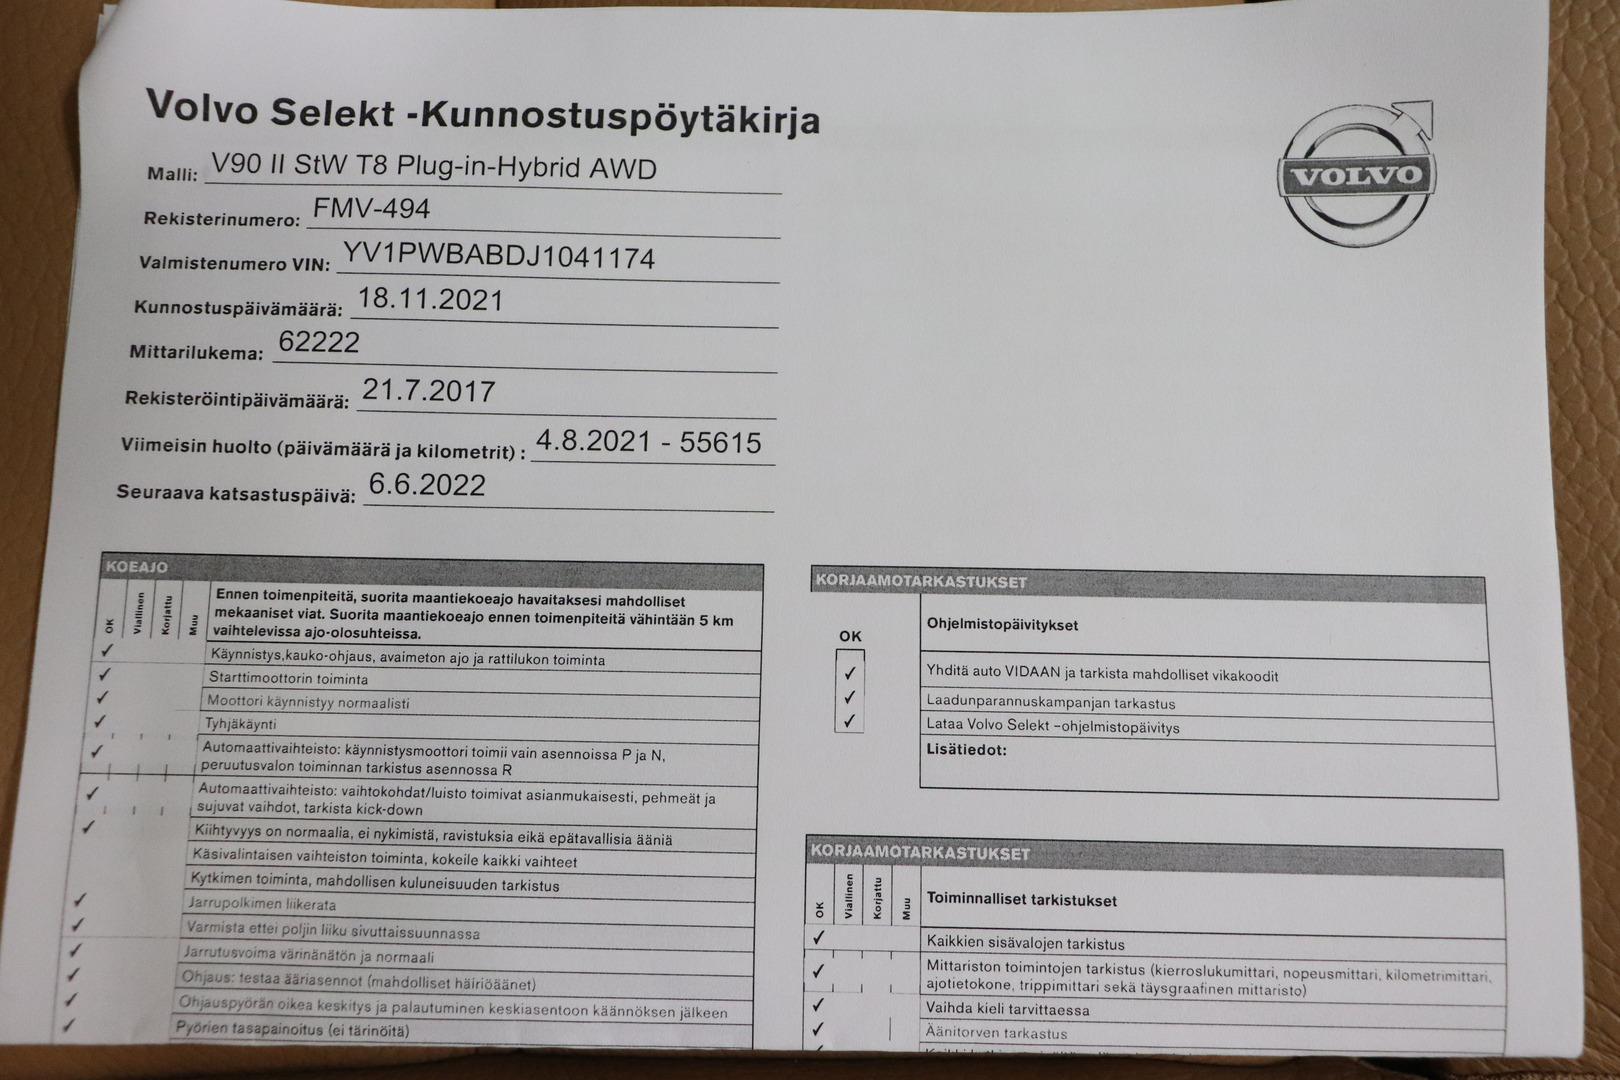 Volvo Selekt -Kunnostuspöytäkirja
VOLVO
Malli: V90 II StW T8 Plug-in-Hybrid AWD
Rekisterinumero: FMV-494
Valmistenumero VIN: YV1PWBABDJ1041174
Kunnostuspäivämäärä: 18.11.2021
Mittarilukema: 62222
Rekisteröintipäivämäärä: 21.7.2017
Viimeisin huolto (päivämäärä ja kilometrit) : 4.8.2021 - 55615
Seuraava katsastuspäivä: 6.6.2022
KOEAJO
OK Viallinen Korjattu Muu
Ennen toimenpiteitä, suorita maantiekoeajo havaitaksesi mahdolliset
mekaaniset viat. Suorita maantiekoeajo ennen toimenpiteitä vähintään 5 km
vaihtelevissa ajo-olosuhteissa.
✓ Käynnistys,kauko-ohjaus, avaimeton ajo ja rattilukon toiminta
✓ Starttimoottorin toiminta
✓ Moottori käynnistyy normaalisti
✓ Tyhjäkäynti
✓ Automaattivaihteisto: käynnistysmoottori toimii vain asennoissa P ja N,
peruutusvalon toiminnan tarkistus asennossa R
✓ Automaattivaihteisto: vaihtokohdat/luisto toimivat asianmukaisesti, pehmeät ja
sujuvat vaihdot, tarkista kick-down
✓ Kiihtyvyys on normaalia, ei nykimistä, ravistuksia eikä epätavallisia ääniä
Käsivalintaisen vaihteiston toiminta, kokeile kaikki vaihteet
Kytkimen toiminta, mahdollisen kuluneisuuden tarkistus
✓ Jarrupolkimen liikerata
✓ Varmista ettei poljin liiku sivuttaissuunnassa
✓ Jarrutusvoima värinänätön ja normaali
✓ Ohjaus: testaa ääriasennot (mahdolliset häiriöäänet)
✓ Ohjauspyörän oikea keskitys ja palautuminen keskiasentoon käännöksen jälkeen
✓ Pyörien tasapainoitus (ei tärinöitä)
KORJAAMOTARKASTUKSET
OK
Ohjelmistopäivitykset
✓ Yhditä auto VIDAAN ja tarkista mahdolliset vikakoodit
✓ Laadunparannuskampanjan tarkastus
✓ Lataa Volvo Selekt –ohjelmistopäivitys
Lisätiedot:
KORJAAMOTARKASTUKSET
OK Viallinen Korjattu Muu
Toiminnalliset tarkistukset
✓ Kaikkien sisävalojen tarkistus
✓ Mittariston toimintojen tarkistus (kierroslukumittari, nopeusmittari, kilometrimittari,
ajotietokone, trippimittari sekä täysgraafinen mittaristo)
✓ Vaihda kieli tarvittaessa
✓ Äänitorven tarkastus